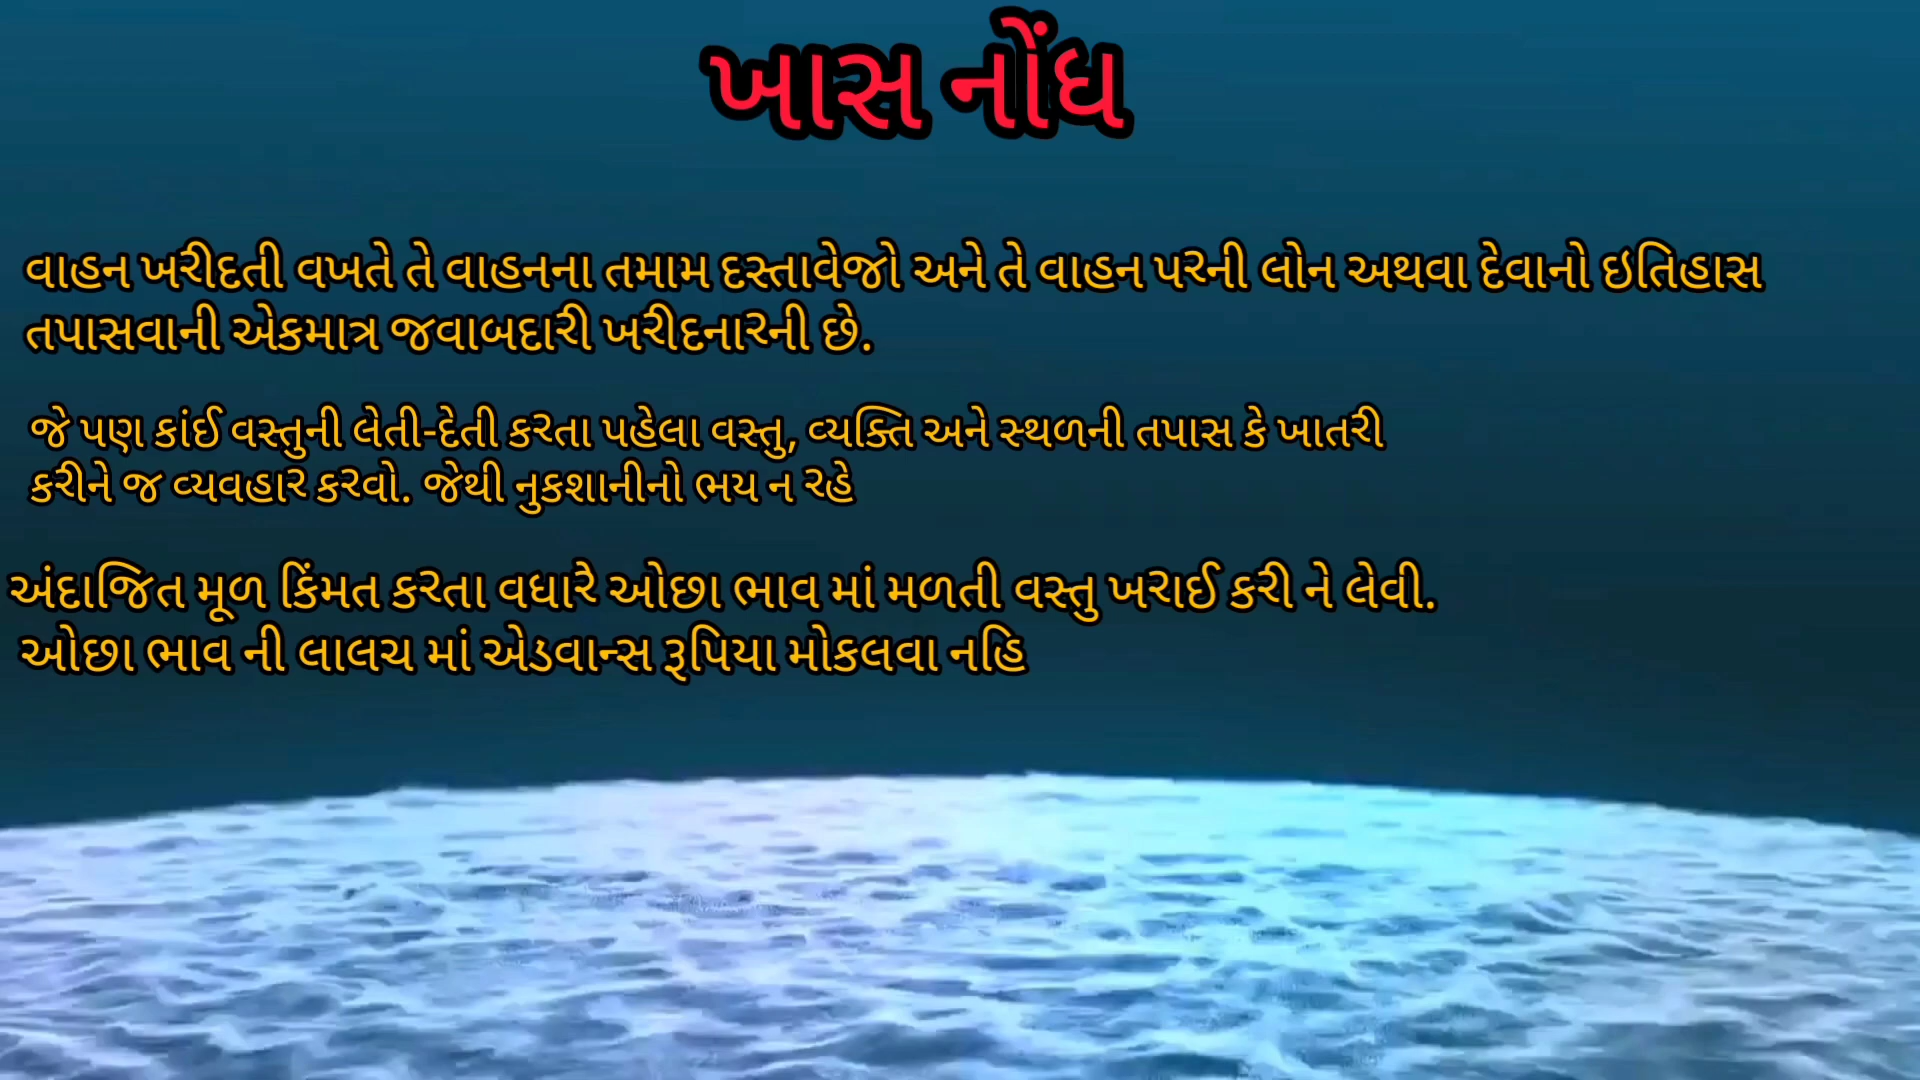 ખાસ નોંધ
વાહન ખરીદતી વખતે તે વાહનના તમામ દસ્તાવેજો અને તે વાહન પરની લોન અથવા દેવાનો ઇતિહાસ
તપાસવાની એકમાત્ર જવાબદારી ખરીદનારની છે.
જે પણ કાંઈ વસ્તુની લેતી-દેતી કરતા પહેલા વસ્તુ, વ્યક્તિ અને સ્થળની તપાસ કે ખાતરી
કરીને જ વ્યવહાર કરવો. જેથી નુકશાનીનો ભય ન રહે
અંદાજિત મૂળ કિંમત કરતા વધારે ઓછા ભાવ માં મળતી વસ્તુ ખરાઈ કરી ને લેવી.
ઓછા ભાવ ની લાલચ માં એડવાન્સ રૂપિયા મોકલવા નહિ